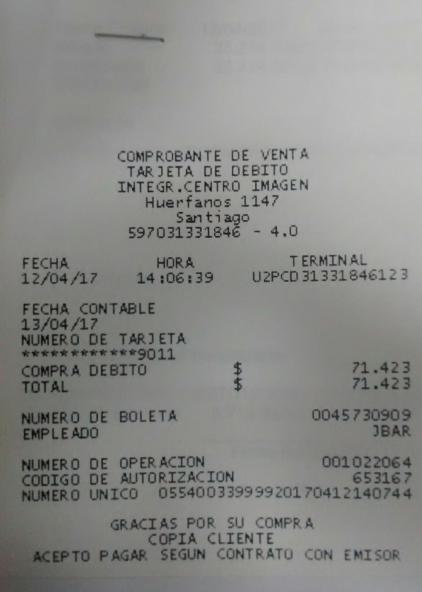 COMPROBANTE DE VENTA
TARJETA DE DEBITO
INTEGR.CENTRO IMAGEN
Huerfanos 1147
Santiago
597031331846 - 4.0
FECHA HORA TERMINAL
12/04/17 14:06:39 U2PCD31331846123
FECHA CONTABLE
13/04/17
NUMERO DE TARJETA
************9011
COMPRA DEBITO $ 71.423
TOTAL $ 71.423
NUMERO DE BOLETA 0045730909
EMPLEADO JBAR
NUMERO DE OPERACION 001022064
CODIGO DE AUTORIZACION 653167
NUMERO UNICO 05540033999920170412140744
GRACIAS POR SU COMPRA
COPIA CLIENTE
ACEPTO PAGAR SEGUN CONTRATO CON EMISOR